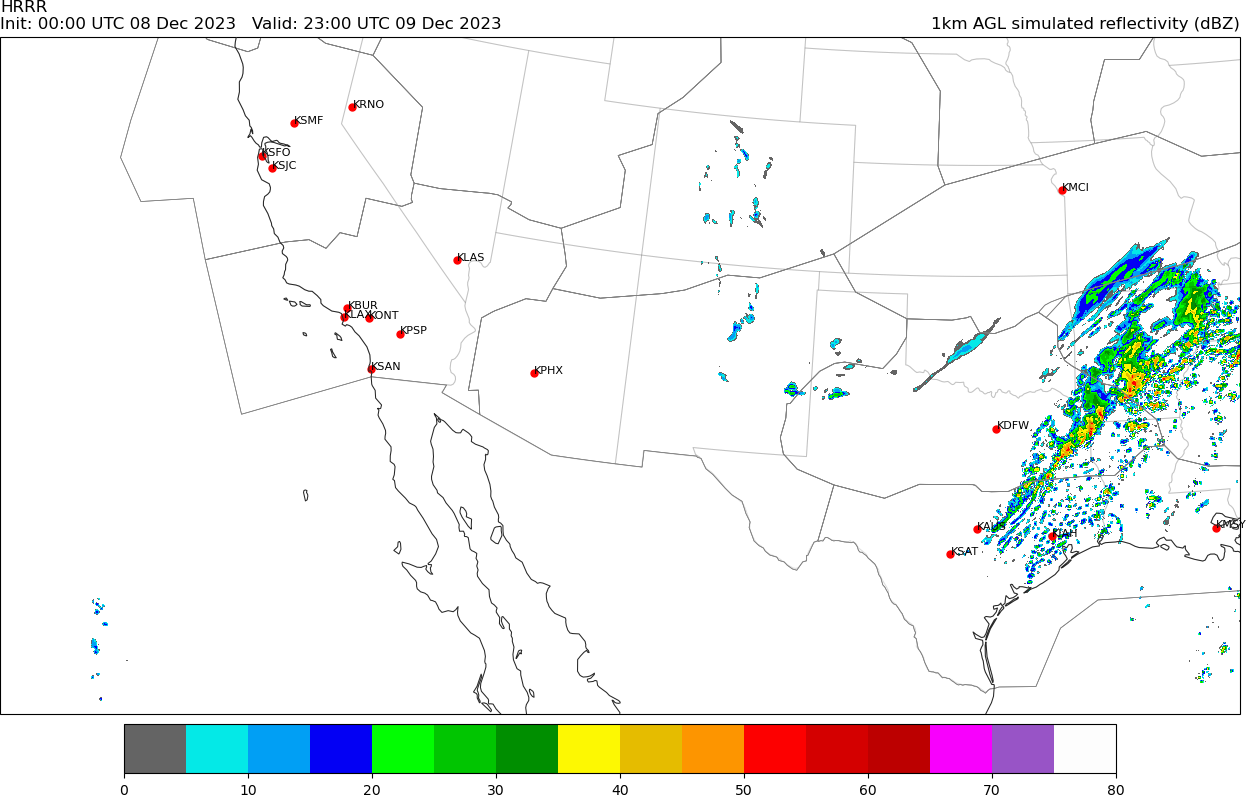 HRRR
Init: 00:00 UTC 08 Dec 2023   Valid: 23:00 UTC 09 Dec 2023
1km AGL simulated reflectivity (dBZ)
KRNO
KSMF
KSFO
KSJC
KMCI
KLAS
KBUR
KLAX
KONT
KPSP
KSAN
KPHX
KDFW
KAUS
KIAH
KMSY
KSAT
0 10 20 30 40 50 60 70 80